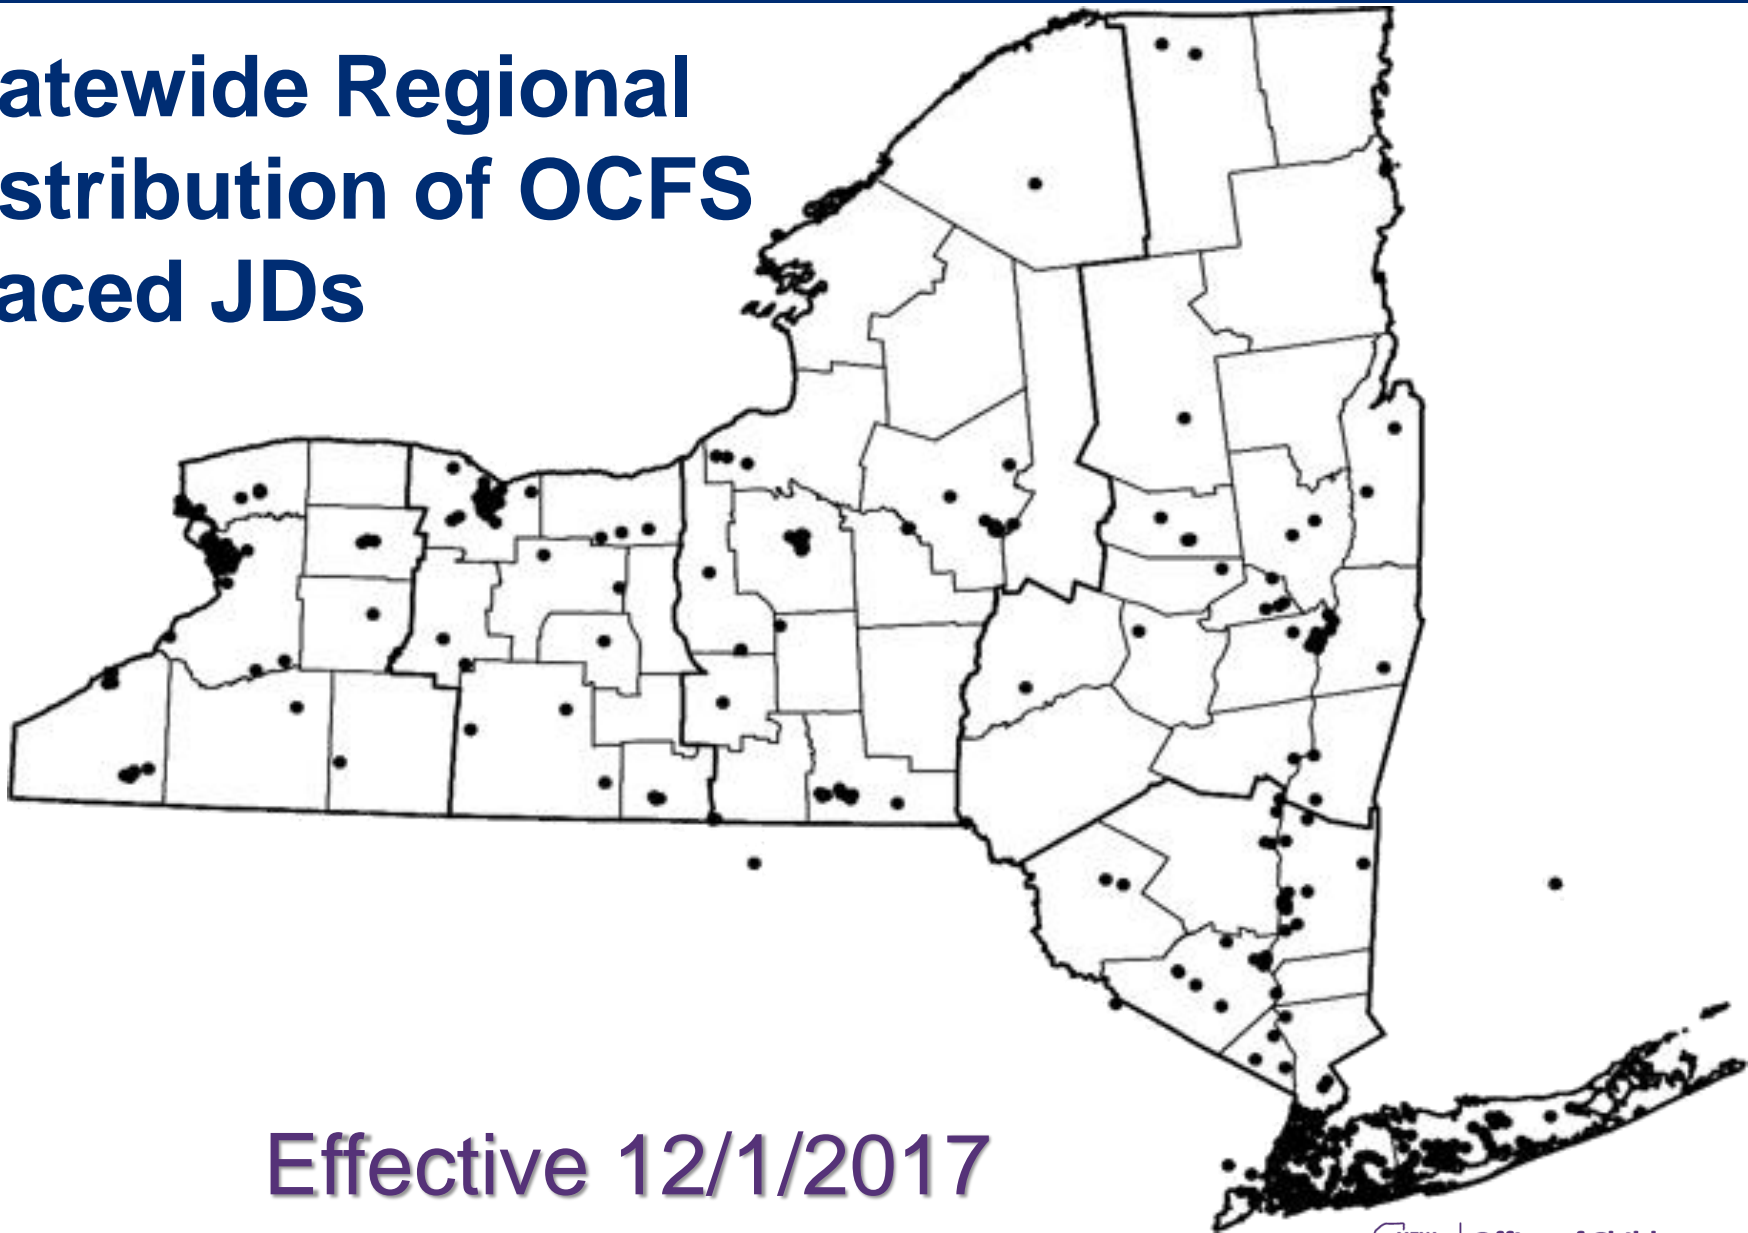 atewide Regional
stribution of OCFS
aced JDs
Effective 12/1/2017